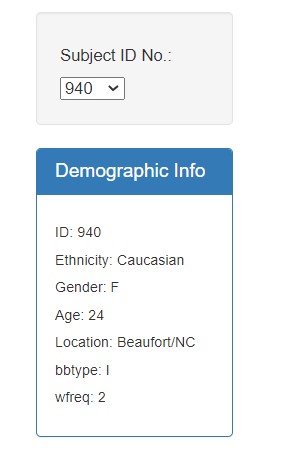 Subject ID No.:
940
Demographic Info
ID: 940
Ethnicity: Caucasian
Gender: F
Age: 24
Location: Beaufort/NC
bbtype: I
wfreq: 2